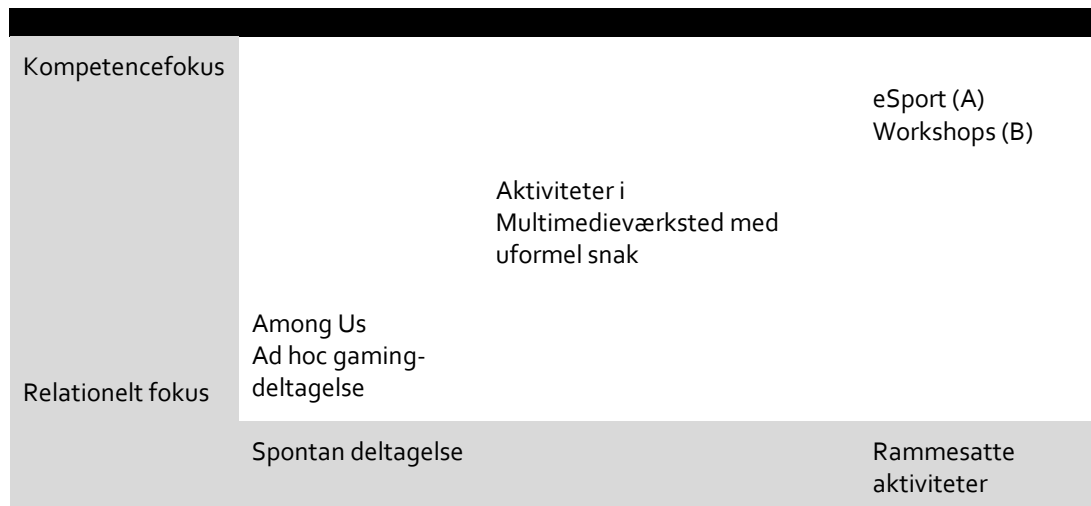 Kompetencefokus
eSport (A)
Workshops (B)
Aktiviteter i
Multimedieværksted med
uformel snak
Among Us
Ad hoc gaming-
deltagelse
Relationelt fokus
Spontan deltagelse
Rammesatte
aktiviteter